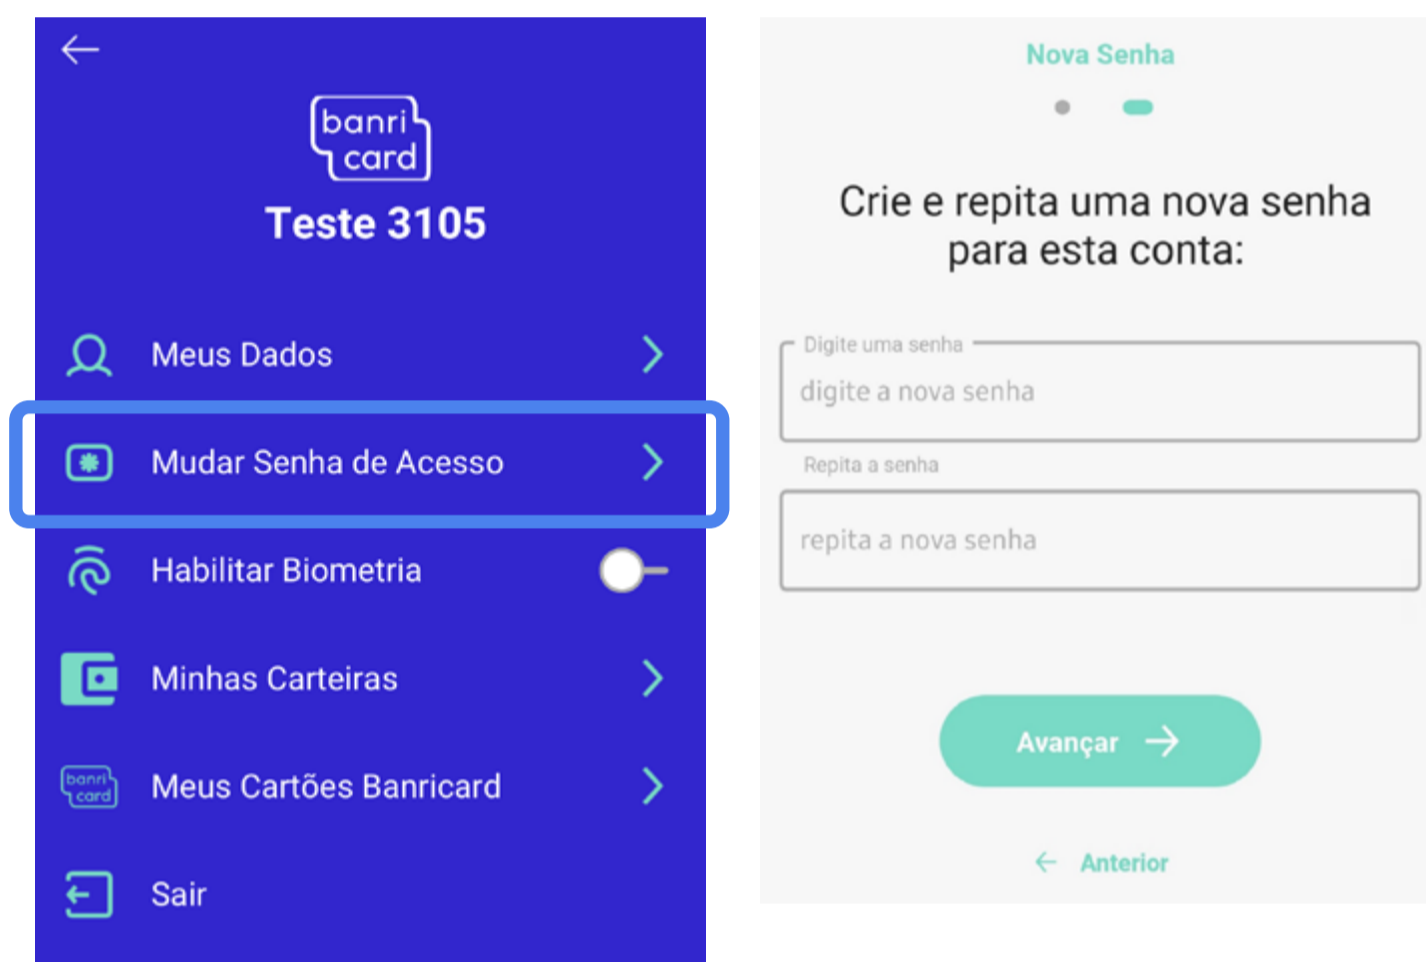 banri
card
Teste 3105
Meus Dados
Mudar Senha de Acesso
Habilitar Biometria
Minhas Carteiras
banri
card
Meus Cartões Banricard
Sair
Nova Senha
Crie e repita uma nova senha
para esta conta:
Digite uma senha
digite a nova senha
Repita a senha
repita a nova senha
Avançar
Anterior